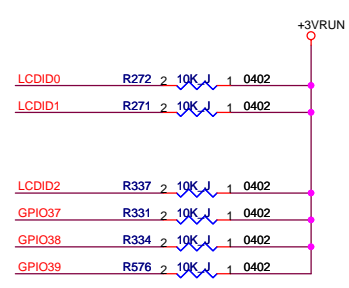 +3VRUN
LCDID0 R272 2 10K_J 1 0402
LCDID1 R271 2 10K_J 1 0402
LCDID2 R337 2 10K_J 1 0402
GPIO37 R331 2 10K_J 1 0402
GPIO38 R334 2 10K_J 1 0402
GPIO39 R576 2 10K_J 1 0402